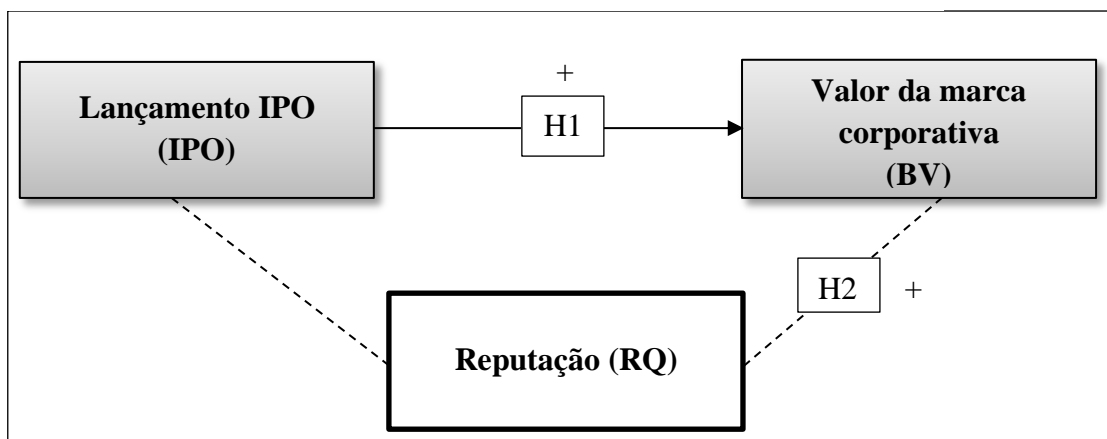 +
Lançamento IPO
(IPO)
H1
Valor da marca
corporativa
(BV)
H2
+
Reputação (RQ)